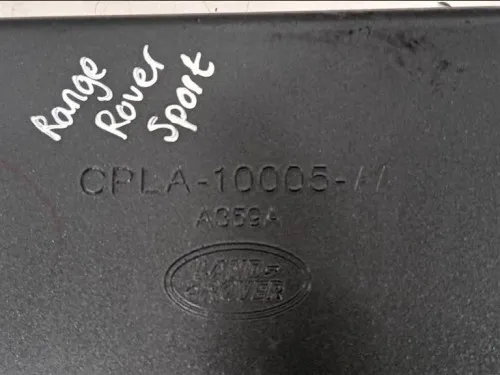 Range
Rover
Sport
CPLA-10005-
A359A
LAND
ROVER